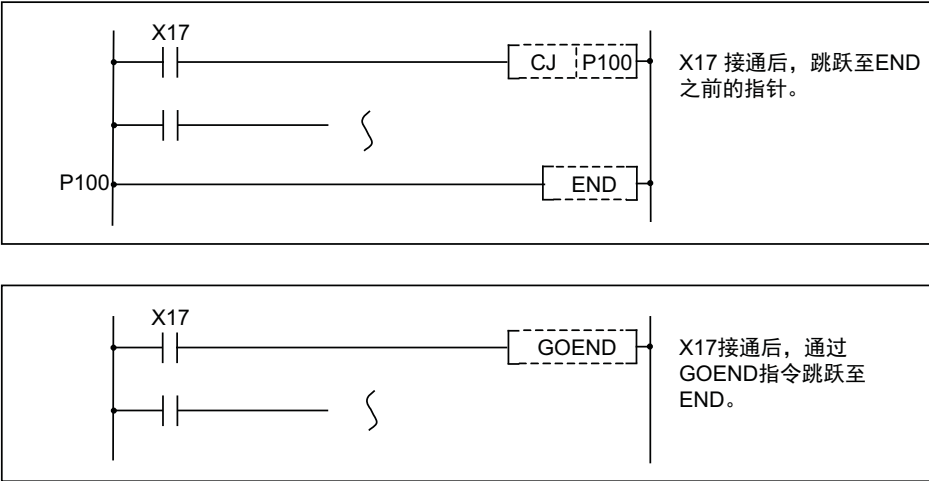 X17
CJ P100
X17 接通后，跳跃至END
之前的指针。
P100
END
X17
GOEND
X17接通后，通过
GOEND指令跳跃至
END。